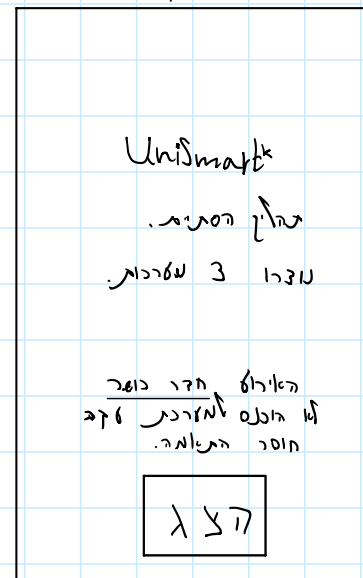 UniSmart*
תהליך הסתיים.
נוצרו 3 מערכות.
האירוע חדר כושר
לא הוכנס למערכת עקב
חוסר התאמה.
הצג